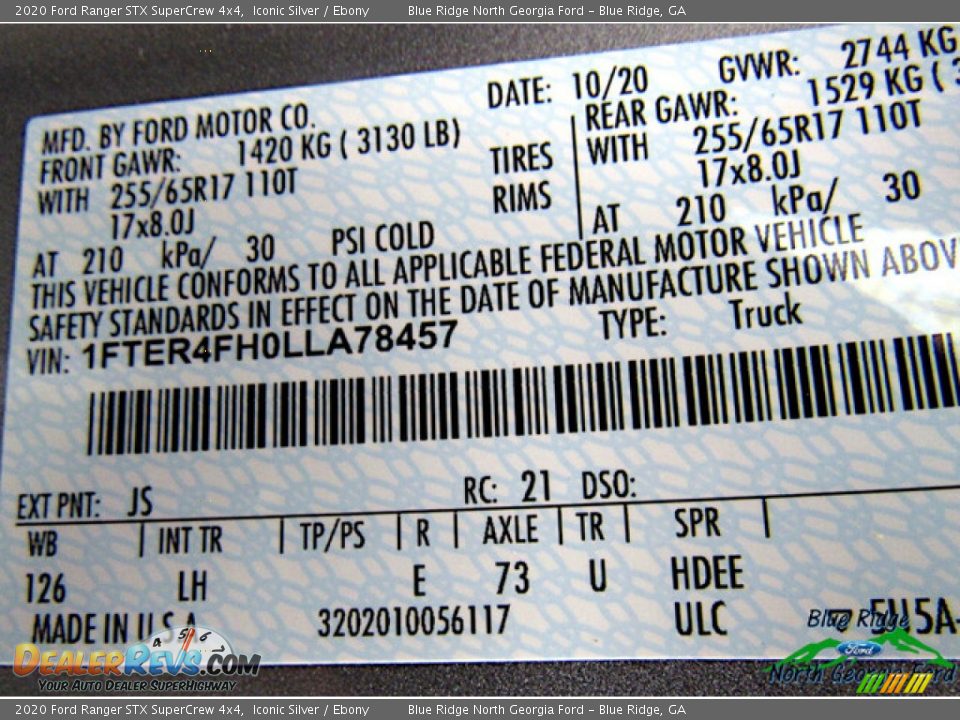 2020 Ford Ranger STX SuperCrew 4x4, Iconic Silver / Ebony Blue Ridge North Georgia Ford - Blue Ridge, GA
MFD. BY FORD MOTOR CO. DATE: 10/20 GVWR: 2744 KG
FRONT GAWR: 1420 KG ( 3130 LB) REAR GAWR: 1529 KG ( 3
WITH 255/65R17 110T TIRES WITH 255/65R17 110T
17x8.0J RIMS 17x8.0J
AT 210 kPa/ 30 PSI COLD AT 210 kPa/ 30
THIS VEHICLE CONFORMS TO ALL APPLICABLE FEDERAL MOTOR VEHICLE
SAFETY STANDARDS IN EFFECT ON THE DATE OF MANUFACTURE SHOWN ABOV
VIN: 1FTER4FH0LLA78457 TYPE: Truck
EXT PNT: JS RC: 21 DSO:
WB INT TR TP/PS R AXLE TR SPR
126 LH E 73 U HDEE
MADE IN U.S.A. 3202010056117 ULC 5U5A-
4 5 6
DealerRevs.com
Your Auto Dealer SuperHighway
Blue Ridge
Ford
North Georgia Ford
2020 Ford Ranger STX SuperCrew 4x4, Iconic Silver / Ebony Blue Ridge North Georgia Ford - Blue Ridge, GA